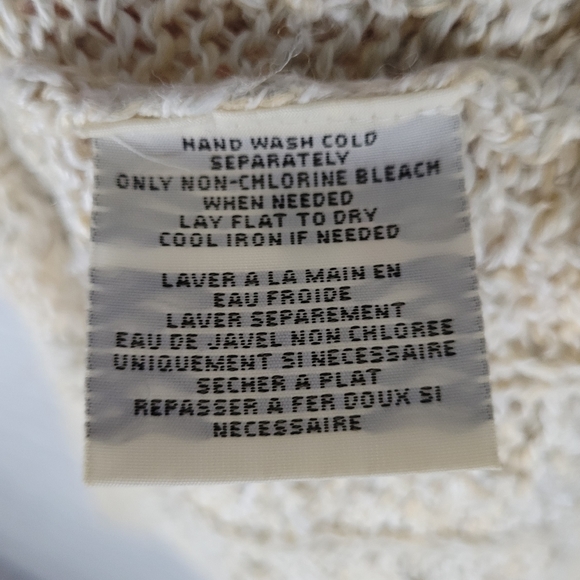 HAND WASH COLD
SEPARATELY
ONLY NON-CHLORINE BLEACH
WHEN NEEDED
LAY FLAT TO DRY
COOL IRON IF NEEDED
LAVER A LA MAIN EN
EAU FROIDE
LAVER SEPAREMENT
EAU DE JAVEL NON CHLOREE
UNIQUEMENT SI NECESSAIRE
SECHER A PLAT
REPASSER A FER DOUX SI
NECESSAIRE